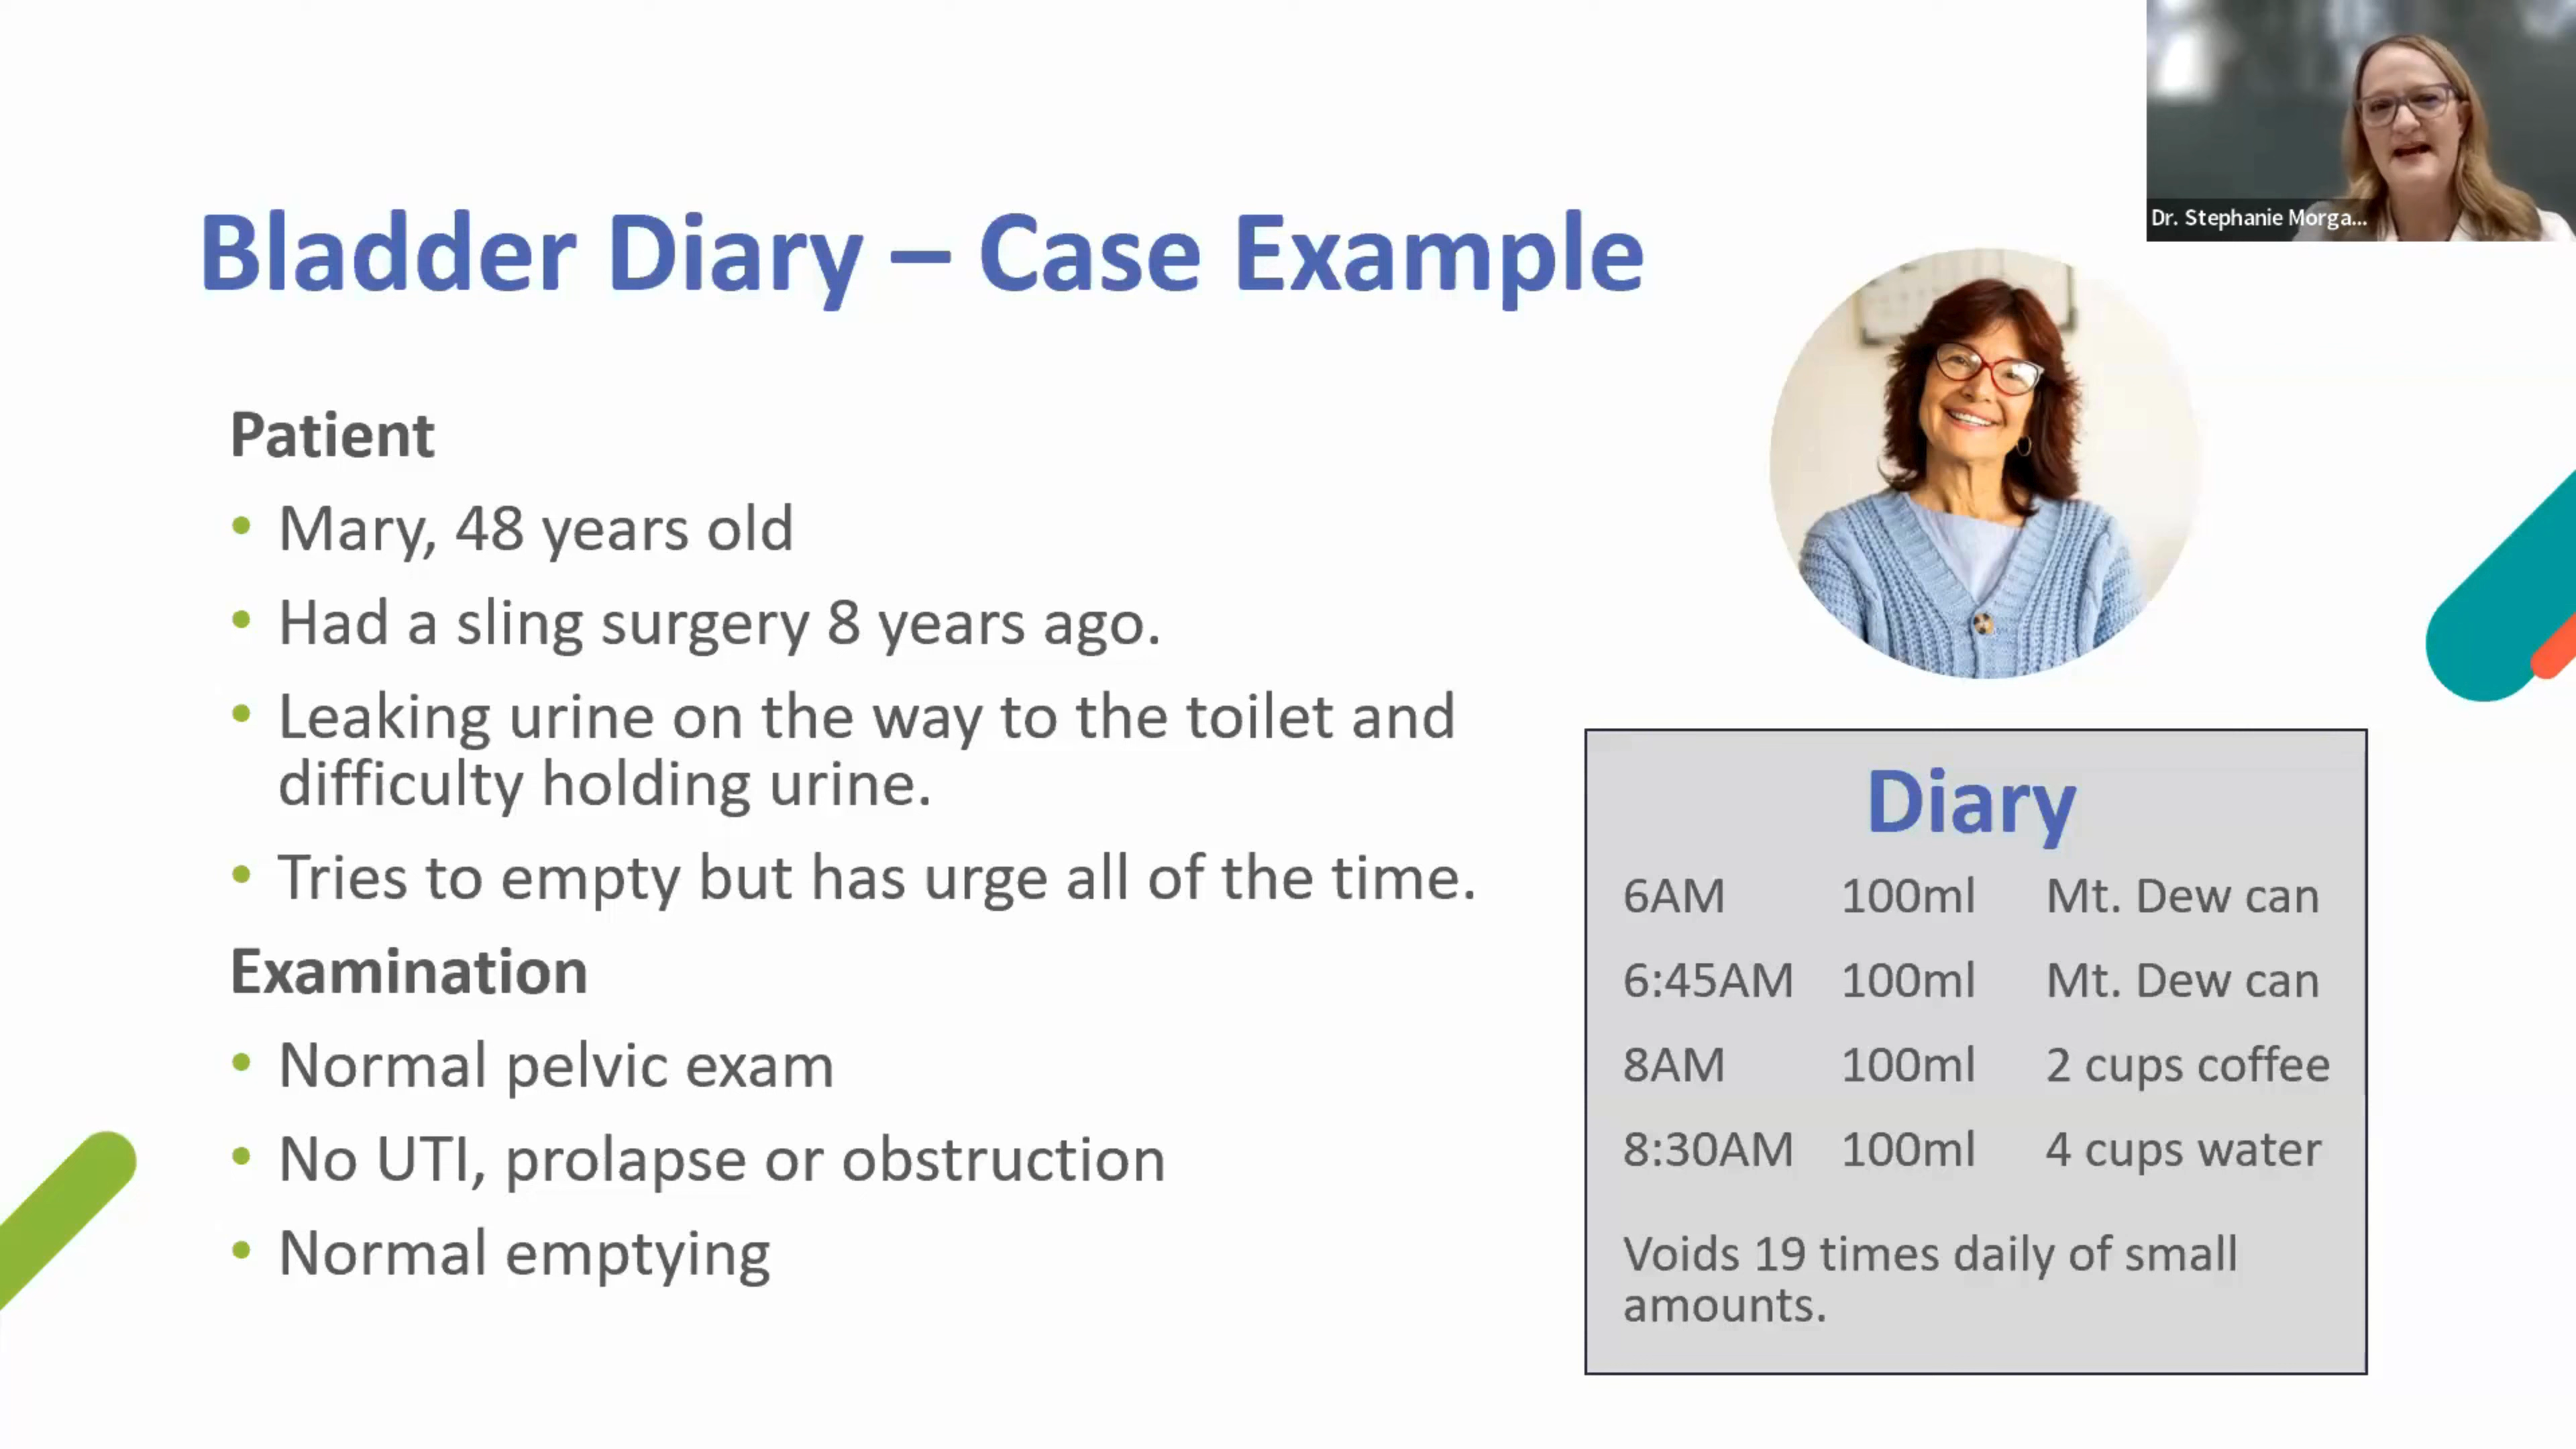 Dr. Stephanie Morga...
Bladder Diary – Case Example
Patient
• Mary, 48 years old
• Had a sling surgery 8 years ago.
• Leaking urine on the way to the toilet and
difficulty holding urine.
• Tries to empty but has urge all of the time.
Examination
• Normal pelvic exam
• No UTI, prolapse or obstruction
• Normal emptying
Diary
6AM 100ml Mt. Dew can
6:45AM 100ml Mt. Dew can
8AM 100ml 2 cups coffee
8:30AM 100ml 4 cups water
Voids 19 times daily of small
amounts.